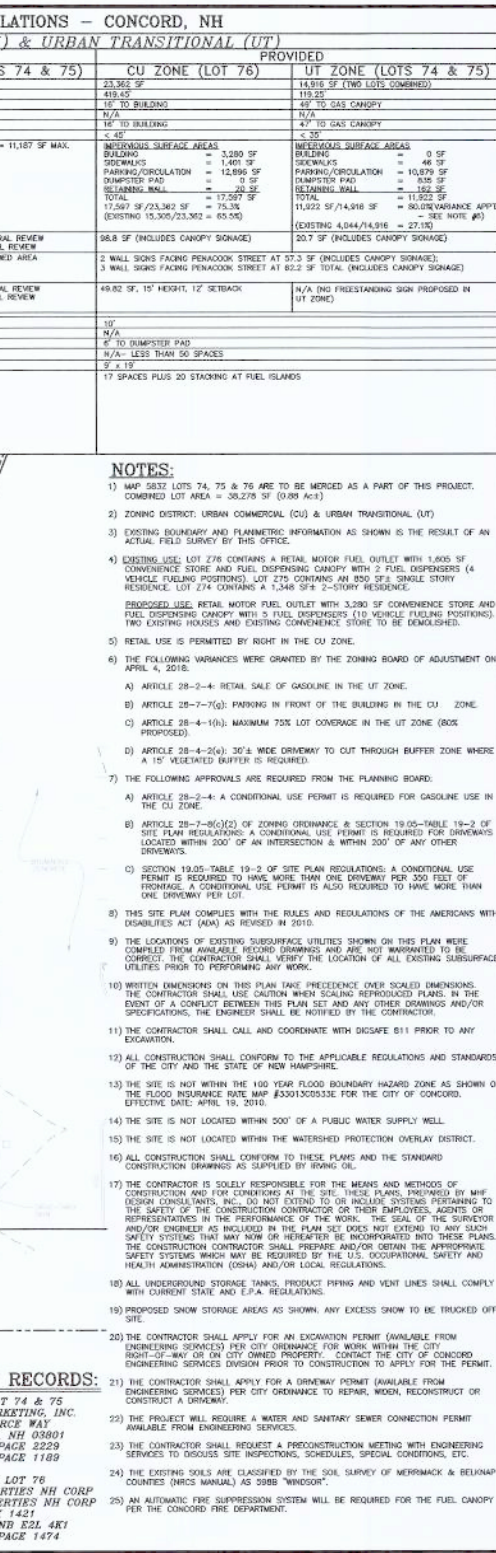 LATIONS – CONCORD, NH
) & URBAN TRANSITIONAL (UT)
PROVIDED
S 74 & 75) CU ZONE (LOT 76) UT ZONE (LOTS 74 & 75)
23,362 SF 14,916 SF (TWO LOTS COMBINED)
419.45' 119.25'
16' TO BUILDING 49' TO GAS CANOPY
N/A N/A
16' TO BUILDING 47' TO GAS CANOPY
< 45' < 35'
= 11,187 SF MAX. IMPERVIOUS SURFACE AREAS IMPERVIOUS SURFACE AREAS
BUILDING = 3,280 SF BUILDING = 0 SF
SIDEWALKS = 1,401 SF SIDEWALKS = 46 SF
PARKING/CIRCULATION = 12,896 SF PARKING/CIRCULATION = 10,879 SF
DUMPSTER PAD = 0 SF DUMPSTER PAD = 835 SF
RETAINING WALL = 20 SF RETAINING WALL = 162 SF
TOTAL = 17,597 SF TOTAL = 11,922 SF
17,597 SF/23,362 SF = 75.3% 11,922 SF/14,916 SF = 80.0%(VARIANCE APPT
– SEE NOTE #6)
(EXISTING 15,305/23,362 = 65.5%) (EXISTING 4,044/14,916 = 27.1%)
RAL REVIEW 98.8 SF (INCLUDES CANOPY SIGNAGE) 20.7 SF (INCLUDES CANOPY SIGNAGE)
L REVIEW
NED AREA 2 WALL SIGNS FACING PENACOOK STREET AT 57.3 SF (INCLUDES CANOPY SIGNAGE);
3 WALL SIGNS FACING PENACOOK STREET AT 62.2 SF TOTAL (INCLUDES CANOPY SIGNAGE)
AL REVIEW 49.82 SF, 15' HEIGHT, 12' SETBACK N/A (NO FREESTANDING SIGN PROPOSED IN
L REVIEW UT ZONE)
10'
N/A
6' TO DUMPSTER PAD
N/A– LESS THAN 50 SPACES
9' x 19'
17 SPACES PLUS 20 STACKING AT FUEL ISLANDS
NOTES:
1) MAP 583Z LOTS 74, 75 & 76 ARE TO BE MERGED AS A PART OF THIS PROJECT.
COMBINED LOT AREA = 38,278 SF (0.88 Ac±)
2) ZONING DISTRICT: URBAN COMMERCIAL (CU) & URBAN TRANSITIONAL (UT)
3) EXISTING BOUNDARY AND PLANIMETRIC INFORMATION AS SHOWN IS THE RESULT OF AN
ACTUAL FIELD SURVEY BY THIS OFFICE.
4) EXISTING USE: LOT Z76 CONTAINS A RETAIL MOTOR FUEL OUTLET WITH 1,605 SF
CONVENIENCE STORE AND FUEL DISPENSING CANOPY WITH 2 FUEL DISPENSERS (4
VEHICLE FUELING POSITIONS). LOT Z75 CONTAINS AN 850 SF± SINGLE STORY
RESIDENCE. LOT Z74 CONTAINS A 1,348 SF± 2–STORY RESIDENCE.
PROPOSED USE: RETAIL MOTOR FUEL OUTLET WITH 3,280 SF CONVENIENCE STORE AND
FUEL DISPENSING CANOPY WITH 5 FUEL DISPENSERS (10 VEHICLE FUELING POSITIONS).
TWO EXISTING HOUSES AND EXISTING CONVENIENCE STORE TO BE DEMOLISHED.
5) RETAIL USE IS PERMITTED BY RIGHT IN THE CU ZONE.
6) THE FOLLOWING VARIANCES WERE GRANTED BY THE ZONING BOARD OF ADJUSTMENT ON
APRIL 4, 2018:
A) ARTICLE 28–2–4: RETAIL SALE OF GASOLINE IN THE UT ZONE.
B) ARTICLE 28–7–7(g): PARKING IN FRONT OF THE BUILDING IN THE CU ZONE.
C) ARTICLE 28–4–1(h): MAXIMUM 75% LOT COVERAGE IN THE UT ZONE (80%
PROPOSED).
D) ARTICLE 28–4–2(e): 30'± WIDE DRIVEWAY TO CUT THROUGH BUFFER ZONE WHERE
A 15' VEGETATED BUFFER IS REQUIRED.
7) THE FOLLOWING APPROVALS ARE REQUIRED FROM THE PLANNING BOARD:
A) ARTICLE 28–2–4: A CONDITIONAL USE PERMIT IS REQUIRED FOR GASOLINE USE IN
THE CU ZONE.
B) ARTICLE 28–7–8(c)(2) OF ZONING ORDINANCE & SECTION 19.05–TABLE 19–2 OF
SITE PLAN REGULATIONS: A CONDITIONAL USE PERMIT IS REQUIRED FOR DRIVEWAYS
LOCATED WITHIN 200' OF AN INTERSECTION & WITHIN 200' OF ANY OTHER
DRIVEWAYS.
C) SECTION 19.05–TABLE 19–2 OF SITE PLAN REGULATIONS: A CONDITIONAL USE
PERMIT IS REQUIRED TO HAVE MORE THAN ONE DRIVEWAY PER 350 FEET OF
FRONTAGE. A CONDITIONAL USE PERMIT IS ALSO REQUIRED TO HAVE MORE THAN
ONE DRIVEWAY PER LOT.
8) THIS SITE PLAN COMPLIES WITH THE RULES AND REGULATIONS OF THE AMERICANS WITH
DISABILITIES ACT (ADA) AS REVISED IN 2010.
9) THE LOCATIONS OF EXISTING SUBSURFACE UTILITIES SHOWN ON THIS PLAN WERE
COMPILED FROM AVAILABLE RECORD DRAWINGS AND ARE NOT WARRANTED TO BE
CORRECT. THE CONTRACTOR SHALL VERIFY THE LOCATION OF ALL EXISTING SUBSURFACE
UTILITIES PRIOR TO PERFORMING ANY WORK.
10) WRITTEN DIMENSIONS ON THIS PLAN TAKE PRECEDENCE OVER SCALED DIMENSIONS.
THE CONTRACTOR SHALL USE CAUTION WHEN SCALING REPRODUCED PLANS. IN THE
EVENT OF A CONFLICT BETWEEN THIS PLAN SET AND ANY OTHER DRAWINGS AND/OR
SPECIFICATIONS, THE ENGINEER SHALL BE NOTIFIED BY THE CONTRACTOR.
11) THE CONTRACTOR SHALL CALL AND COORDINATE WITH DIGSAFE 811 PRIOR TO ANY
EXCAVATION.
12) ALL CONSTRUCTION SHALL CONFORM TO THE APPLICABLE REGULATIONS AND STANDARDS
OF THE CITY AND THE STATE OF NEW HAMPSHIRE.
13) THE SITE IS NOT WITHIN THE 100 YEAR FLOOD BOUNDARY HAZARD ZONE AS SHOWN O
THE FLOOD INSURANCE RATE MAP #33013C0533E FOR THE CITY OF CONCORD.
EFFECTIVE DATE: APRIL 19, 2010.
14) THE SITE IS NOT LOCATED WITHIN 500' OF A PUBLIC WATER SUPPLY WELL.
15) THE SITE IS NOT LOCATED WITHIN THE WATERSHED PROTECTION OVERLAY DISTRICT.
16) ALL CONSTRUCTION SHALL CONFORM TO THESE PLANS AND THE STANDARD
CONSTRUCTION DRAWINGS AS SUPPLIED BY IRVING OIL.
17) THE CONTRACTOR IS SOLELY RESPONSIBLE FOR THE MEANS AND METHODS OF
CONSTRUCTION AND FOR CONDITIONS AT THE SITE. THESE PLANS, PREPARED BY MHF
DESIGN CONSULTANTS, INC., DO NOT EXTEND TO OR INCLUDE SYSTEMS PERTAINING TO
THE SAFETY OF THE CONSTRUCTION CONTRACTOR OR THEIR EMPLOYEES, AGENTS OR
REPRESENTATIVES IN THE PERFORMANCE OF THE WORK. THE SEAL OF THE SURVEYOR
AND/OR ENGINEER AS INCLUDED IN THE PLAN SET DOES NOT EXTEND TO ANY SUCH
SAFETY SYSTEMS THAT MAY NOW OR HEREAFTER BE INCORPORATED INTO THESE PLANS.
THE CONSTRUCTION CONTRACTOR SHALL PREPARE AND/OR OBTAIN THE APPROPRIATE
SAFETY SYSTEMS WHICH MAY BE REQUIRED BY THE U.S. OCCUPATIONAL SAFETY AND
HEALTH ADMINISTRATION (OSHA) AND/OR LOCAL REGULATIONS.
18) ALL UNDERGROUND STORAGE TANKS, PRODUCT PIPING AND VENT LINES SHALL COMPLY
WITH CURRENT STATE AND E.P.A. REGULATIONS.
19) PROPOSED SNOW STORAGE AREAS AS SHOWN. ANY EXCESS SNOW TO BE TRUCKED OFF
SITE.
20) THE CONTRACTOR SHALL APPLY FOR AN EXCAVATION PERMIT (AVAILABLE FROM
ENGINEERING SERVICES) PER CITY ORDINANCE FOR WORK WITHIN THE CITY
RIGHT–OF–WAY OR ON CITY OWNED PROPERTY. CONTACT THE CITY OF CONCORD
ENGINEERING SERVICES DIVISION PRIOR TO CONSTRUCTION TO APPLY FOR THE PERMIT.
21) THE CONTRACTOR SHALL APPLY FOR A DRIVEWAY PERMIT (AVAILABLE FROM
ENGINEERING SERVICES) PER CITY ORDINANCE TO REPAIR, WIDEN, RECONSTRUCT OR
CONSTRUCT A DRIVEWAY.
22) THE PROJECT WILL REQUIRE A WATER AND SANITARY SEWER CONNECTION PERMIT
AVAILABLE FROM ENGINEERING SERVICES.
23) THE CONTRACTOR SHALL REQUEST A PRECONSTRUCTION MEETING WITH ENGINEERING
SERVICES TO DISCUSS SITE INSPECTIONS, SCHEDULES, SPECIAL CONDITIONS, ETC.
24) THE EXISTING SOILS ARE CLASSIFIED BY THE SOIL SURVEY OF MERRIMACK & BELKNAP
COUNTIES (NRCS MANUAL) AS 598B "WINDSOR".
25) AN AUTOMATIC FIRE SUPPRESSION SYSTEM WILL BE REQUIRED FOR THE FUEL CANOPY
PER THE CONCORD FIRE DEPARTMENT.
RECORDS:
T 74 & 75
RKETING, INC.
RCE WAY
NH 03801
PAGE 2229
PAGE 1189
LOT 76
RTIES NH CORP
ERTIES NH CORP
1421
NB E2L 4K1
PAGE 1474